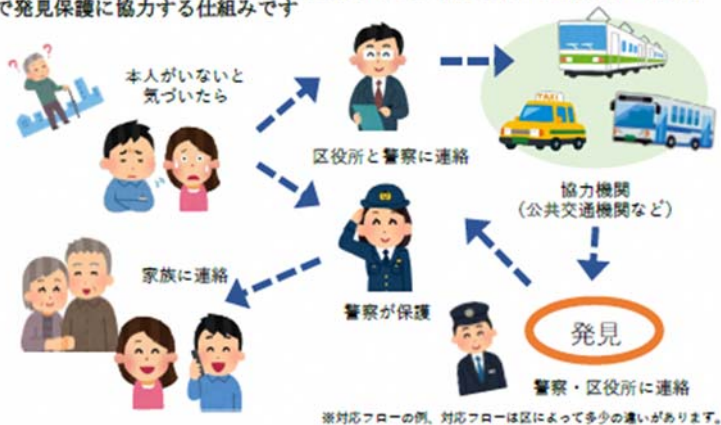 で発見保護に協力する仕組みです
本人がいないと
気づいたら
区役所と警察に連絡
TAXI
協力機関
（公共交通機関など）
家族に連絡
警察が保護
発見
警察・区役所に連絡
※対応フローの例、対応フローは区によって多少の違いがあります。